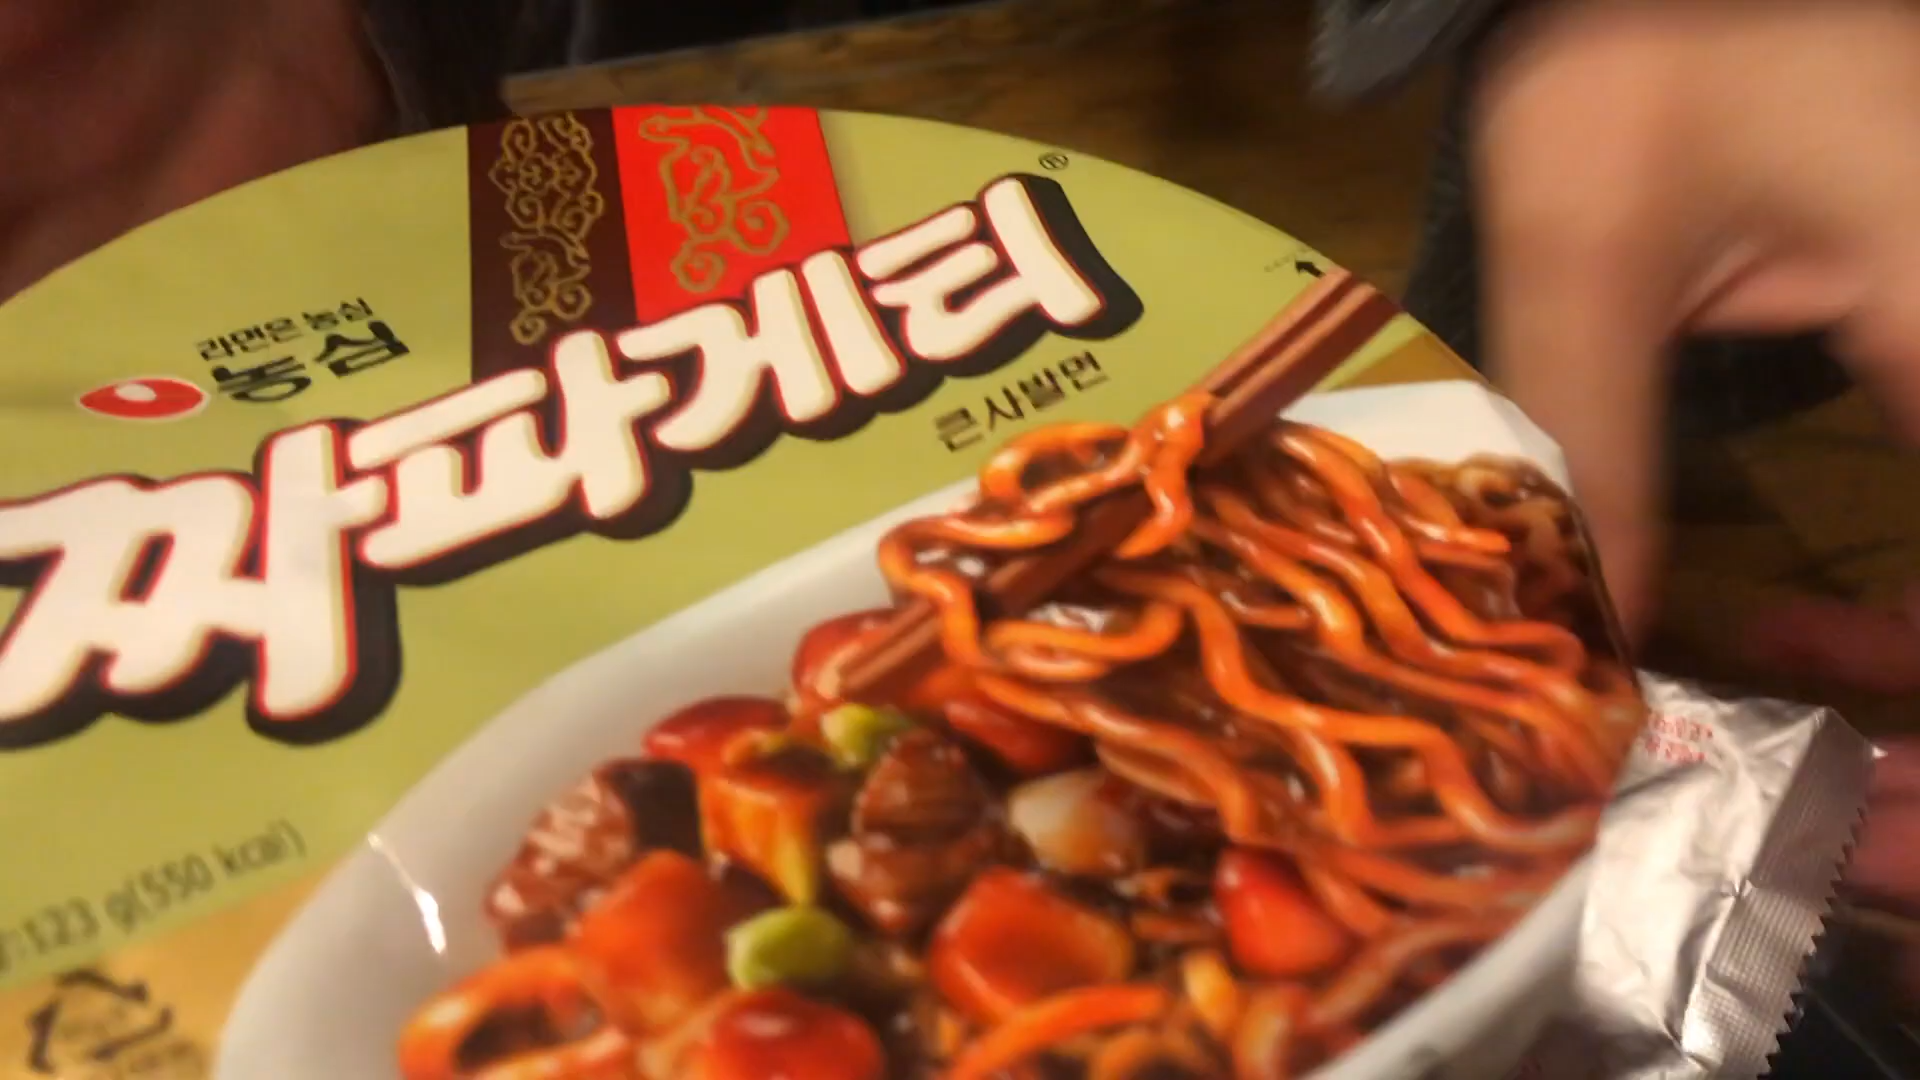 라면은 농심
농심
짜파게티®
큰사발면
123 g(550 kcal)